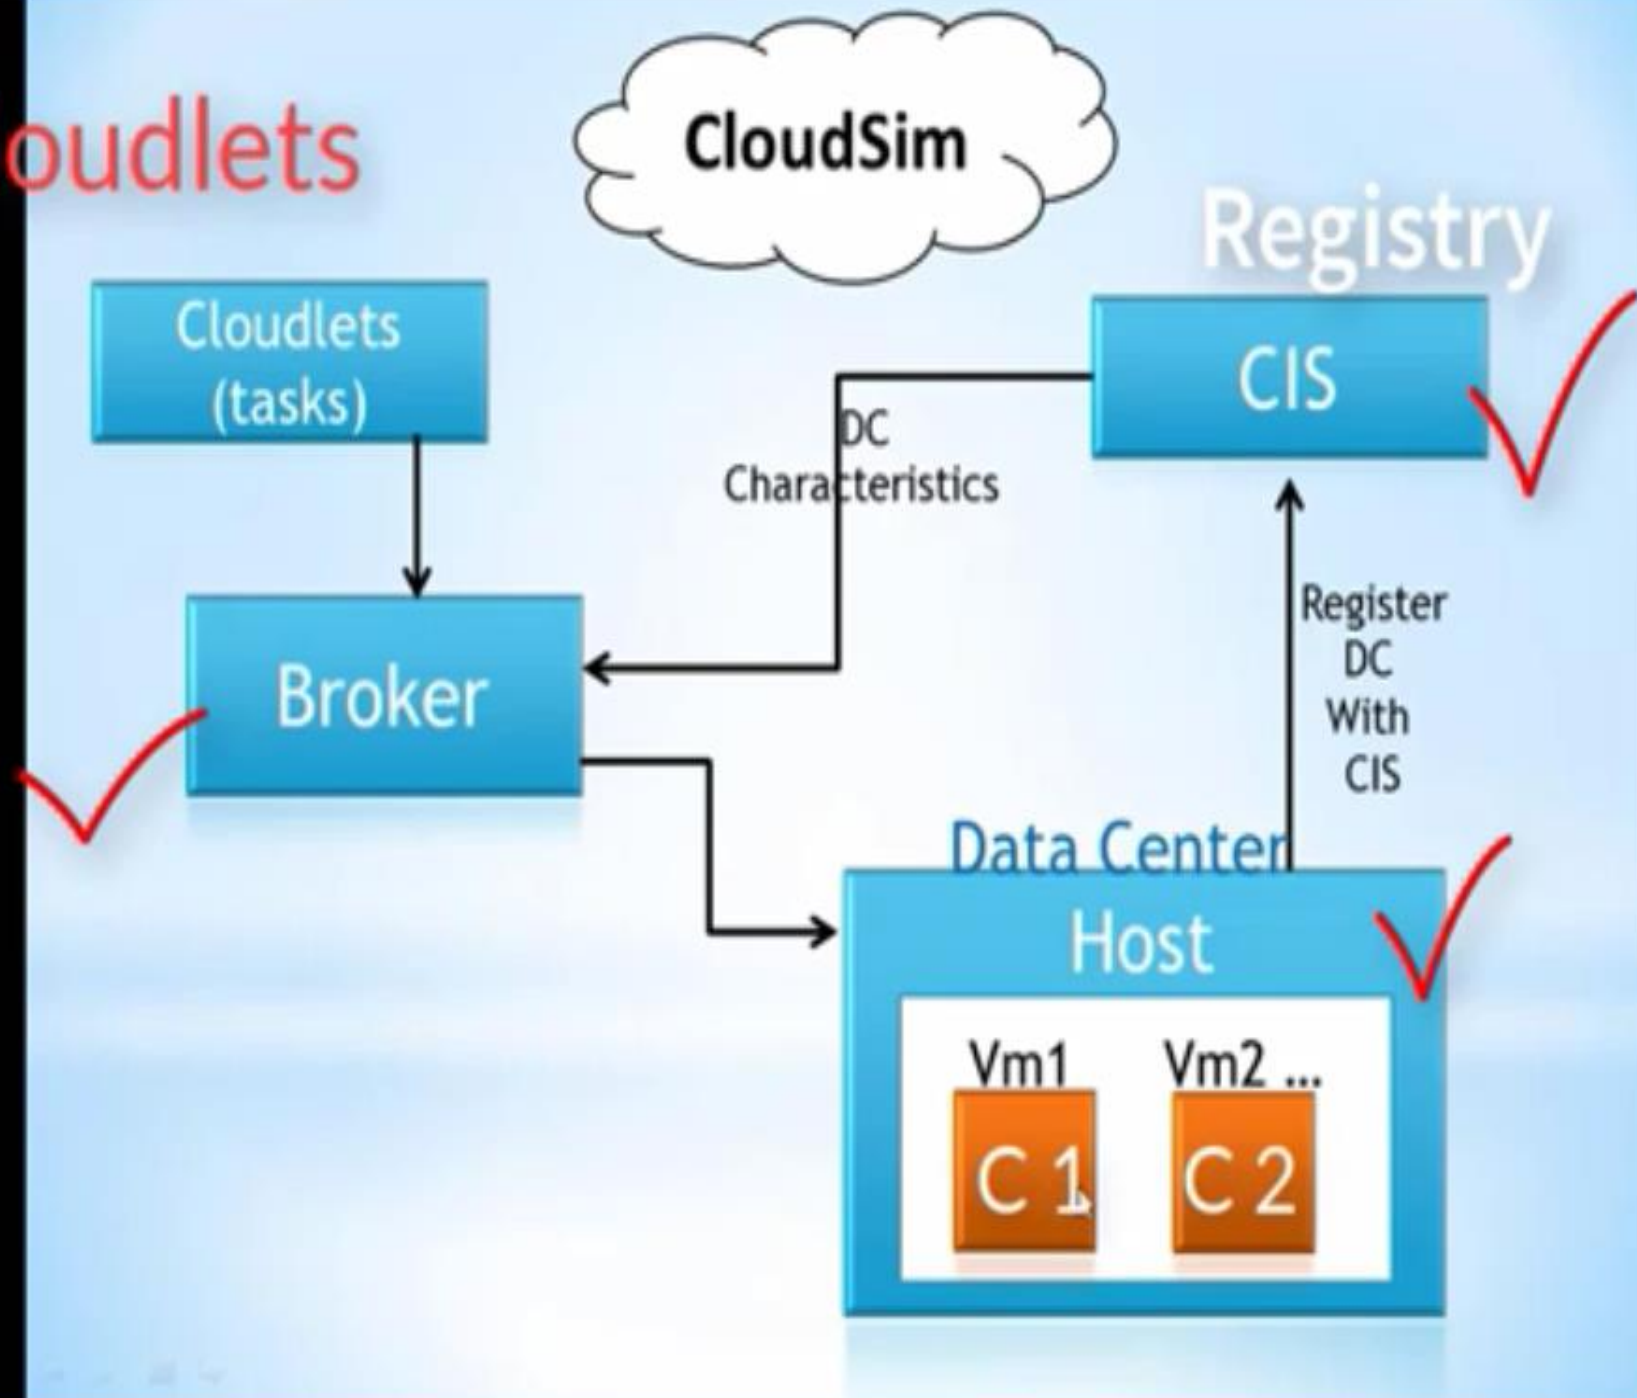 oudlets
CloudSim
Registry
Cloudlets
(tasks)
CIS
DC
Characteristics
Broker
Register
DC
With
CIS
Data Center
Host
Vm1
Vm2 ...
C 1
C 2